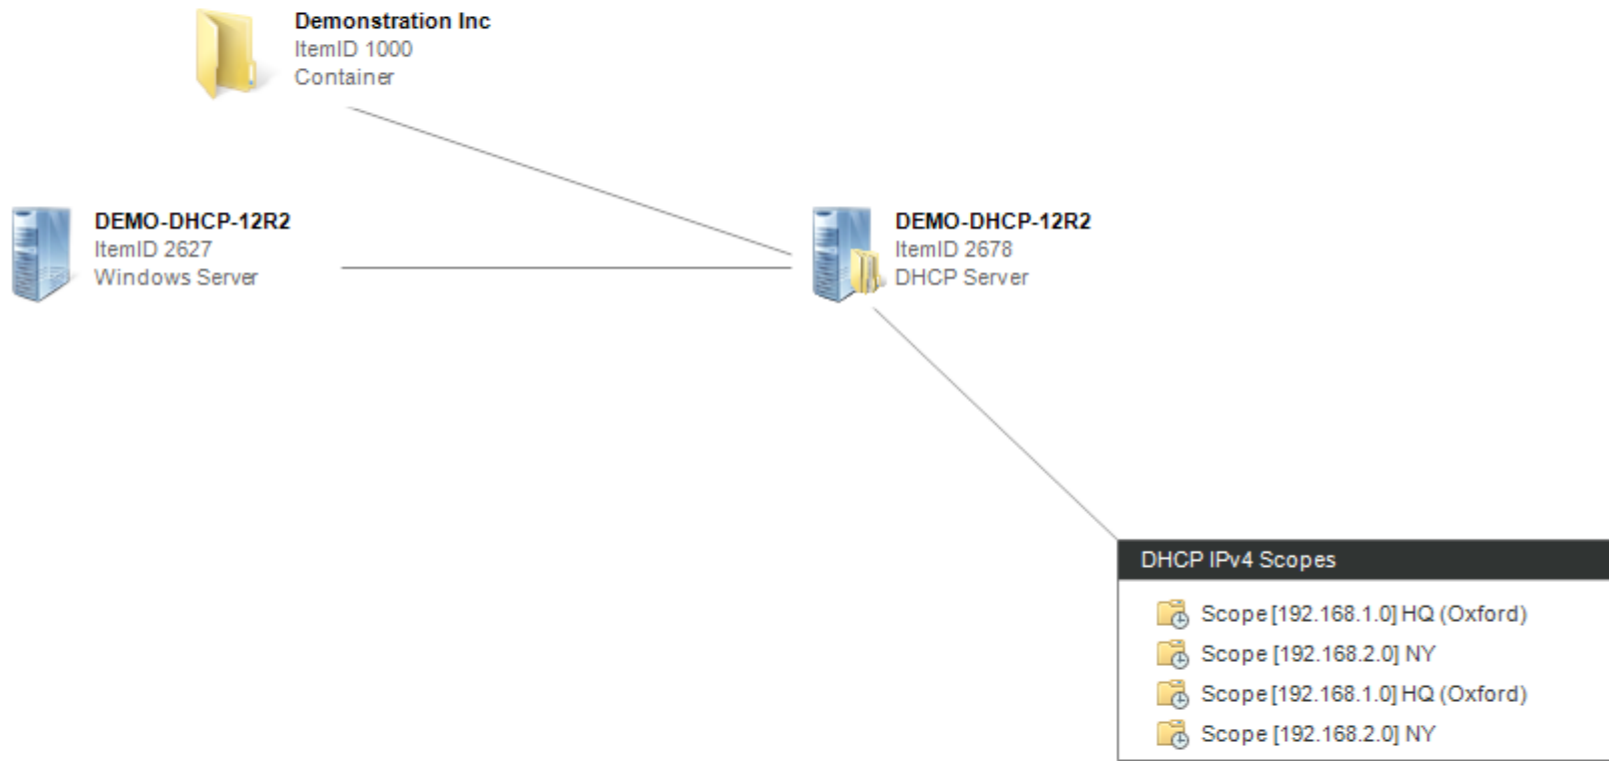 Demonstration Inc
ItemID 1000
Container
DEMO-DHCP-12R2
ItemID 2627
Windows Server
DEMO-DHCP-12R2
ItemID 2678
DHCP Server
DHCP IPv4 Scopes
Scope [192.168.1.0] HQ (Oxford)
Scope [192.168.2.0] NY
Scope [192.168.1.0] HQ (Oxford)
Scope [192.168.2.0] NY